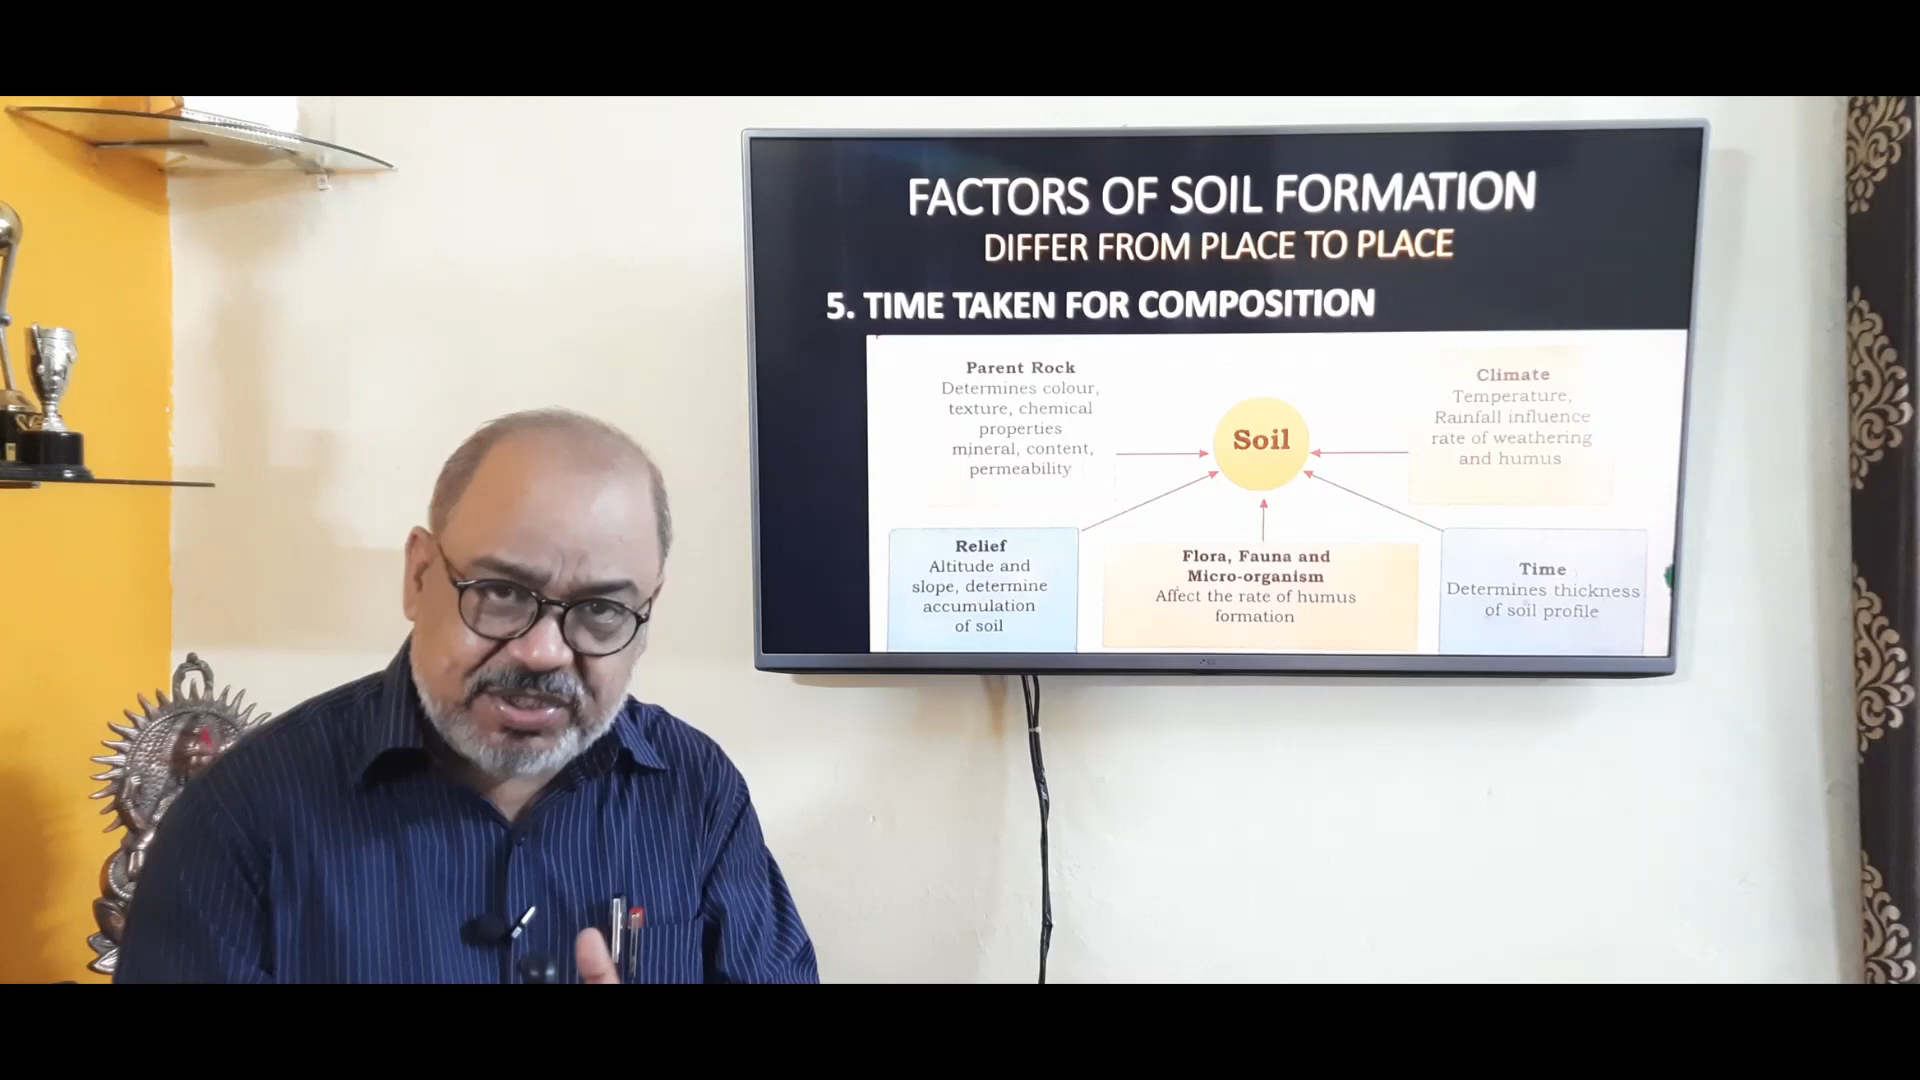 FACTORS OF SOIL FORMATION
DIFFER FROM PLACE TO PLACE
5. TIME TAKEN FOR COMPOSITION
Parent Rock
Determines colour,
texture, chemical
properties
mineral, content,
permeability
Soil
Climate
Temperature,
Rainfall influence
rate of weathering
and humus
Relief
Altitude and
slope, determine
accumulation
of soil
Flora, Fauna and
Micro-organism
Affect the rate of humus
formation
Time
Determines thickness
of soil profile